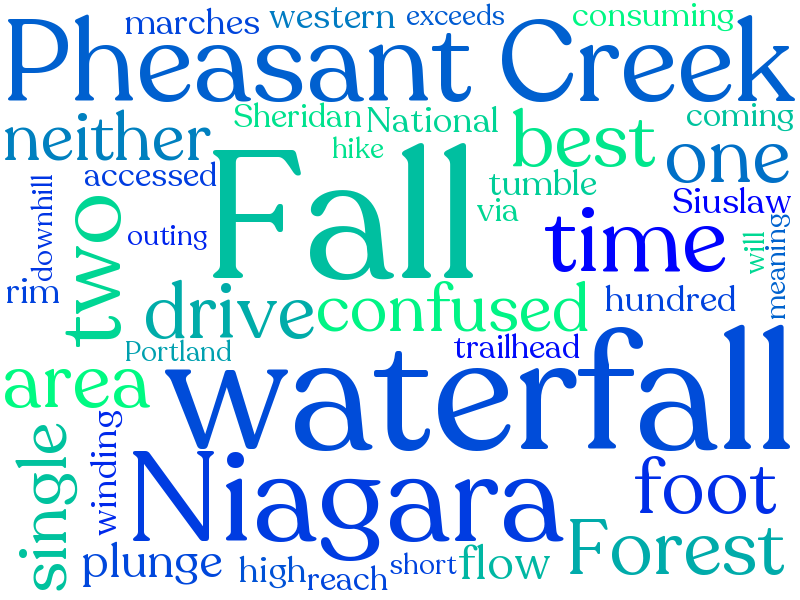 marches western exceeds consuming
Pheasant Creek
Sheridan National coming
neither best one
hike
accessed Fall tumble Siuslaw
via
downhill two outing time will meaning
rim
drive confused hundred
Portland trailhead
area waterfall
single winding Niagara foot
Forest
plunge high reach short flow